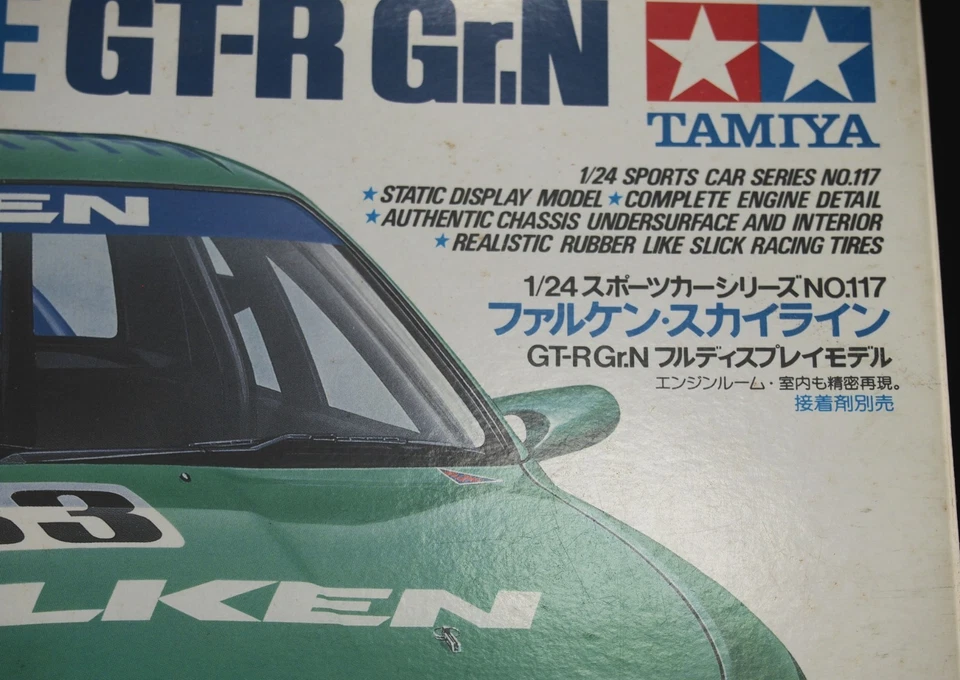 E GT-R Gr.N
TAMIYA
1/24 SPORTS CAR SERIES NO.117
★STATIC DISPLAY MODEL★COMPLETE ENGINE DETAIL
★AUTHENTIC CHASSIS UNDERSURFACE AND INTERIOR
★REALISTIC RUBBER LIKE SLICK RACING TIRES
1/24 スポーツカーシリーズNO.117
ファルケン・スカイライン
GT-R Gr.N フルディスプレイモデル
エンジンルーム・室内も精密再現。
接着剤別売
EN
3
LKEN